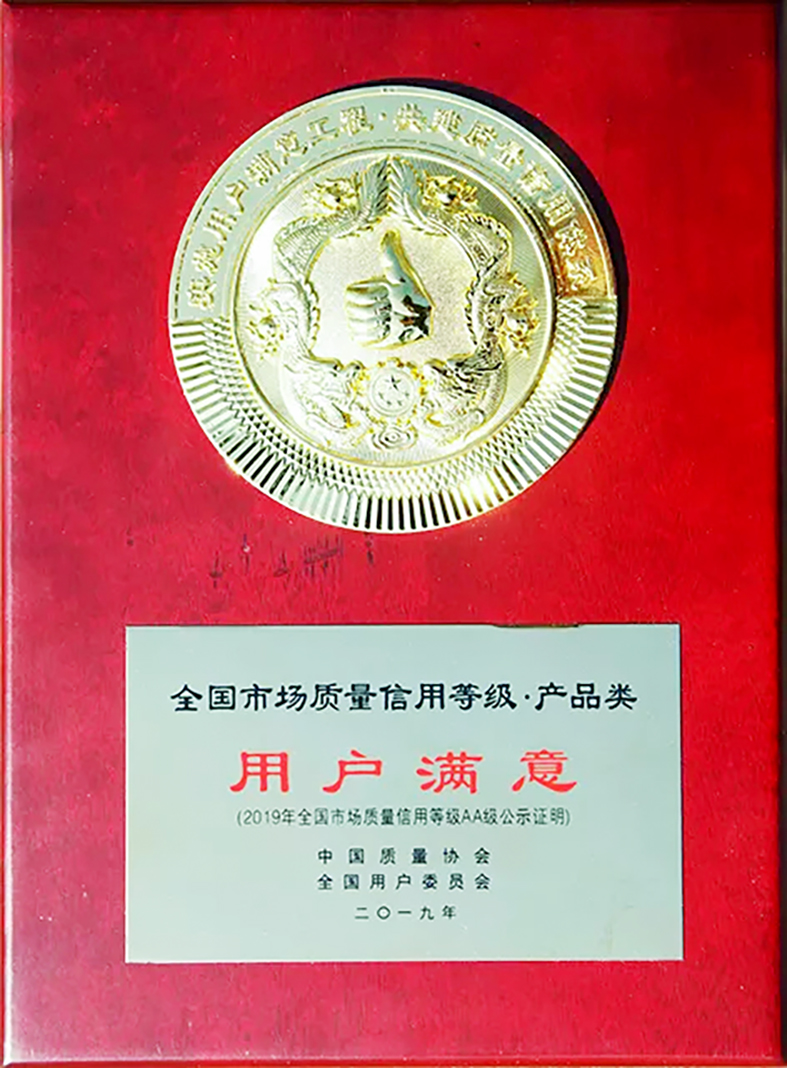 实施用户满意工程·共建质量信用体系
全国市场质量信用等级·产品类
用户满意
(2019年全国市场质量信用等级AA级公示证明)
中国质量协会
全国用户委员会
二〇一九年